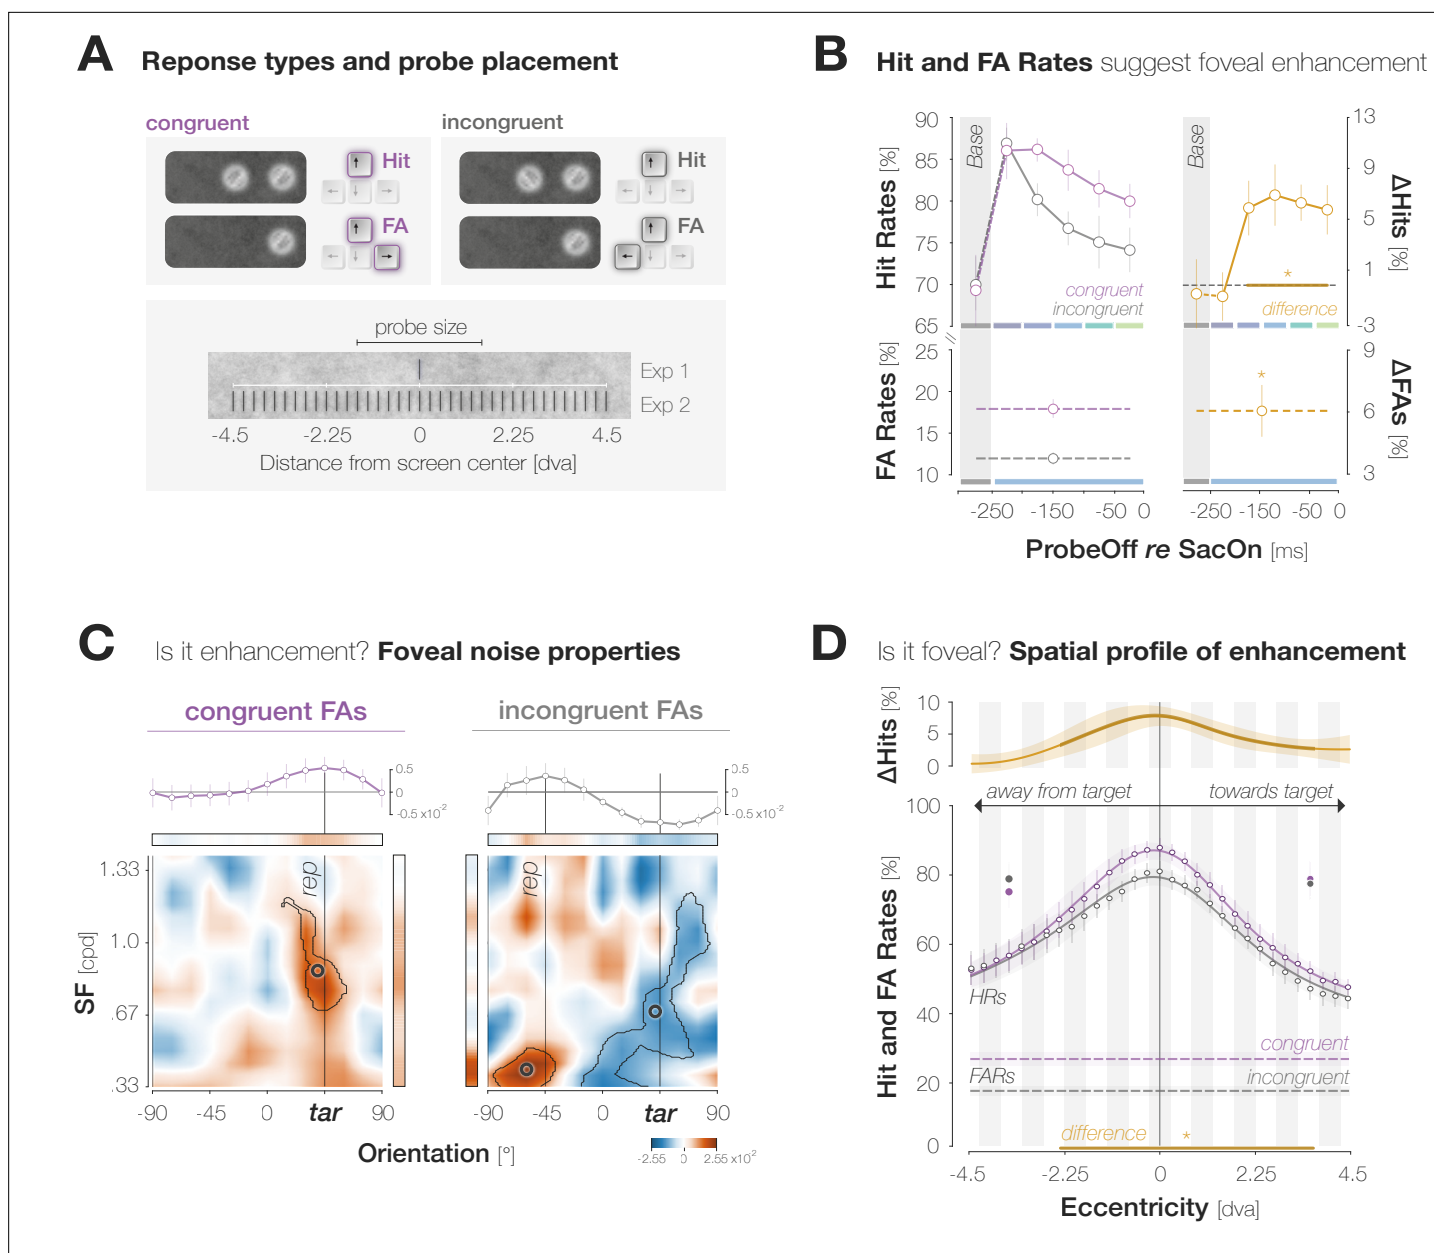 A Reponse types and probe placement
congruent
incongruent
Hit
Hit
FA
FA
probe size
Exp 1
Exp 2
-4.5 -2.25 0 2.25 4.5
Distance from screen center [dva]
B Hit and FA Rates suggest foveal enhancement
Hit Rates [%]
90
85
80
75
70
65
Base
congruent
incongruent
FA Rates [%]
25
20
15
10
-250 -150 -50 0
Base
difference
ΔHits [%]
13
9
5
1
-3
*
ΔFAs [%]
9
6
3
*
-250 -150 -50 0
ProbeOff re SacOn [ms]
C Is it enhancement? Foveal noise properties
congruent FAs
incongruent FAs
0.5
0
-0.5 x10-2
0.5
0
-0.5 x10-2
SF [cpd]
1.33
1.0
.67
.33
rep
rep
-90 -45 0 tar 90
-90 -45 0 tar 90
Orientation [°]
-2.55 0 2.55 x10²
D Is it foveal? Spatial profile of enhancement
ΔHits [%]
10
5
0
away from target towards target
Hit and FA Rates [%]
100
80
60
40
20
0
HRs
congruent
FARs
incongruent
difference *
-4.5 -2.25 0 2.25 4.5
Eccentricity [dva]